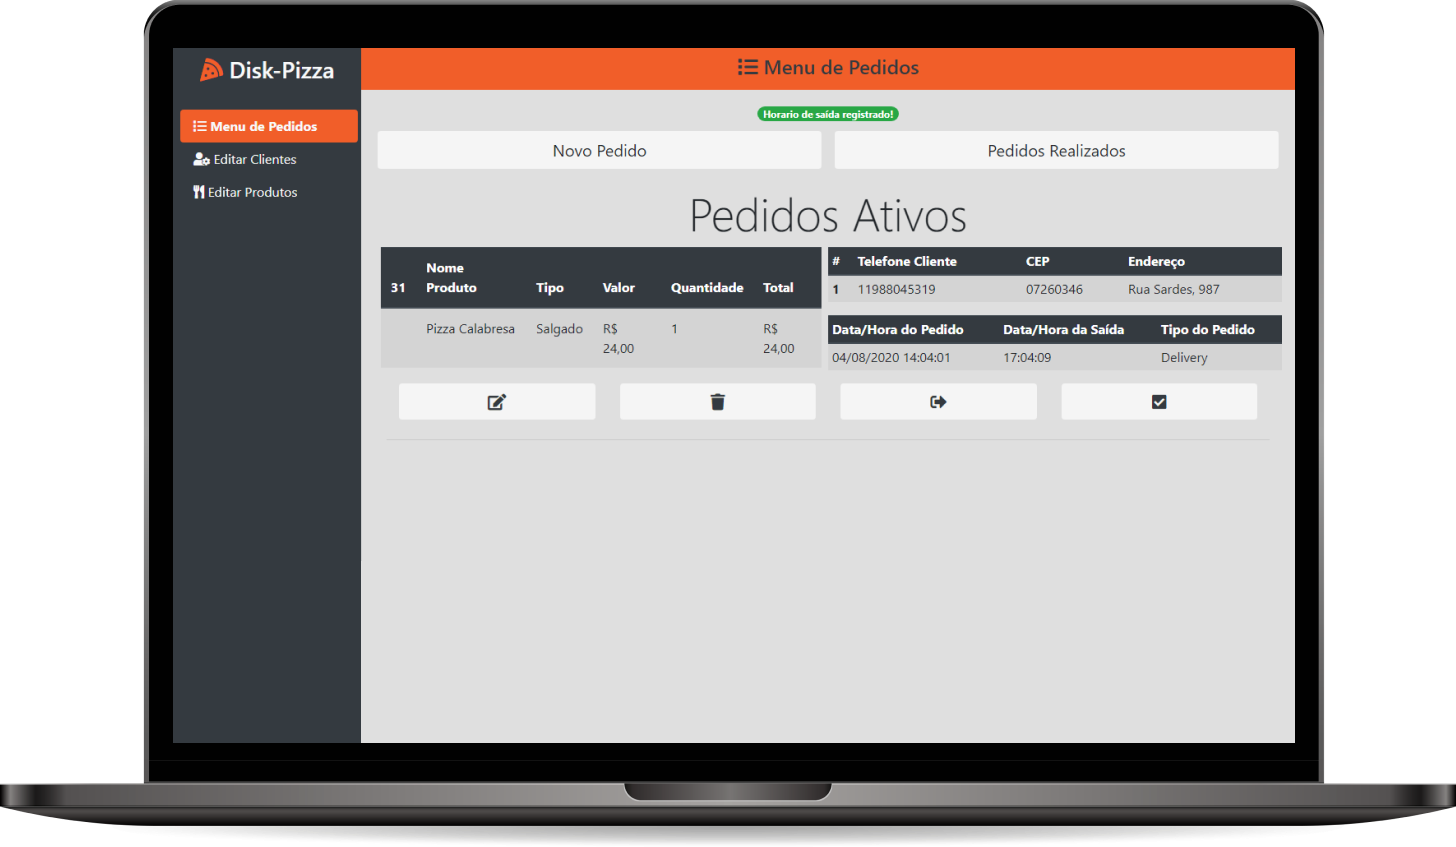 Disk-Pizza
Menu de Pedidos
Menu de Pedidos
Editar Clientes
Editar Produtos
Horario de saída registrado!
Novo Pedido
Pedidos Realizados
Pedidos Ativos
31 Nome Produto Tipo Valor Quantidade Total
Pizza Calabresa Salgado R$ 24,00 1 R$ 24,00
# Telefone Cliente CEP Endereço
1 11988045319 07260346 Rua Sardes, 987
Data/Hora do Pedido Data/Hora da Saída Tipo do Pedido
04/08/2020 14:04:01 17:04:09 Delivery